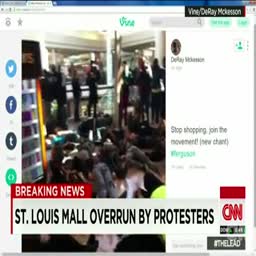 Vine/DeRay Mckesson
Vine
DeRay Mckesson
Stop shopping, join the
movement! (new chant)
#ferguson
BREAKING NEWS
ST. LOUIS MALL OVERRUN BY PROTESTERS
CNN
#THELEAD